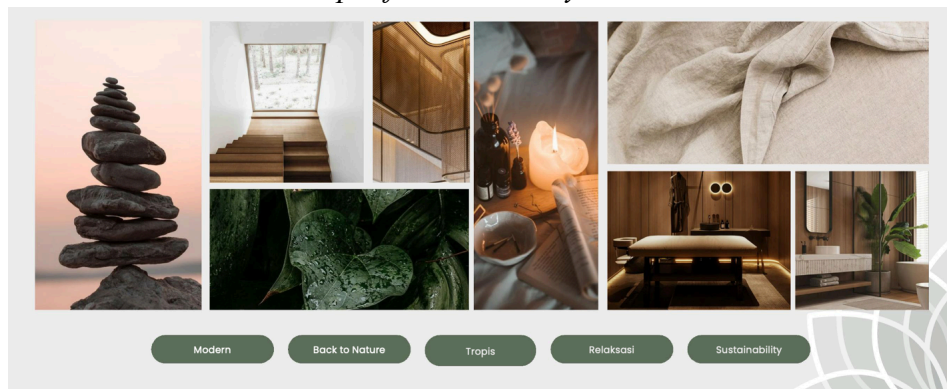 Modern
Back to Nature
Tropis
Relaksasi
Sustainability